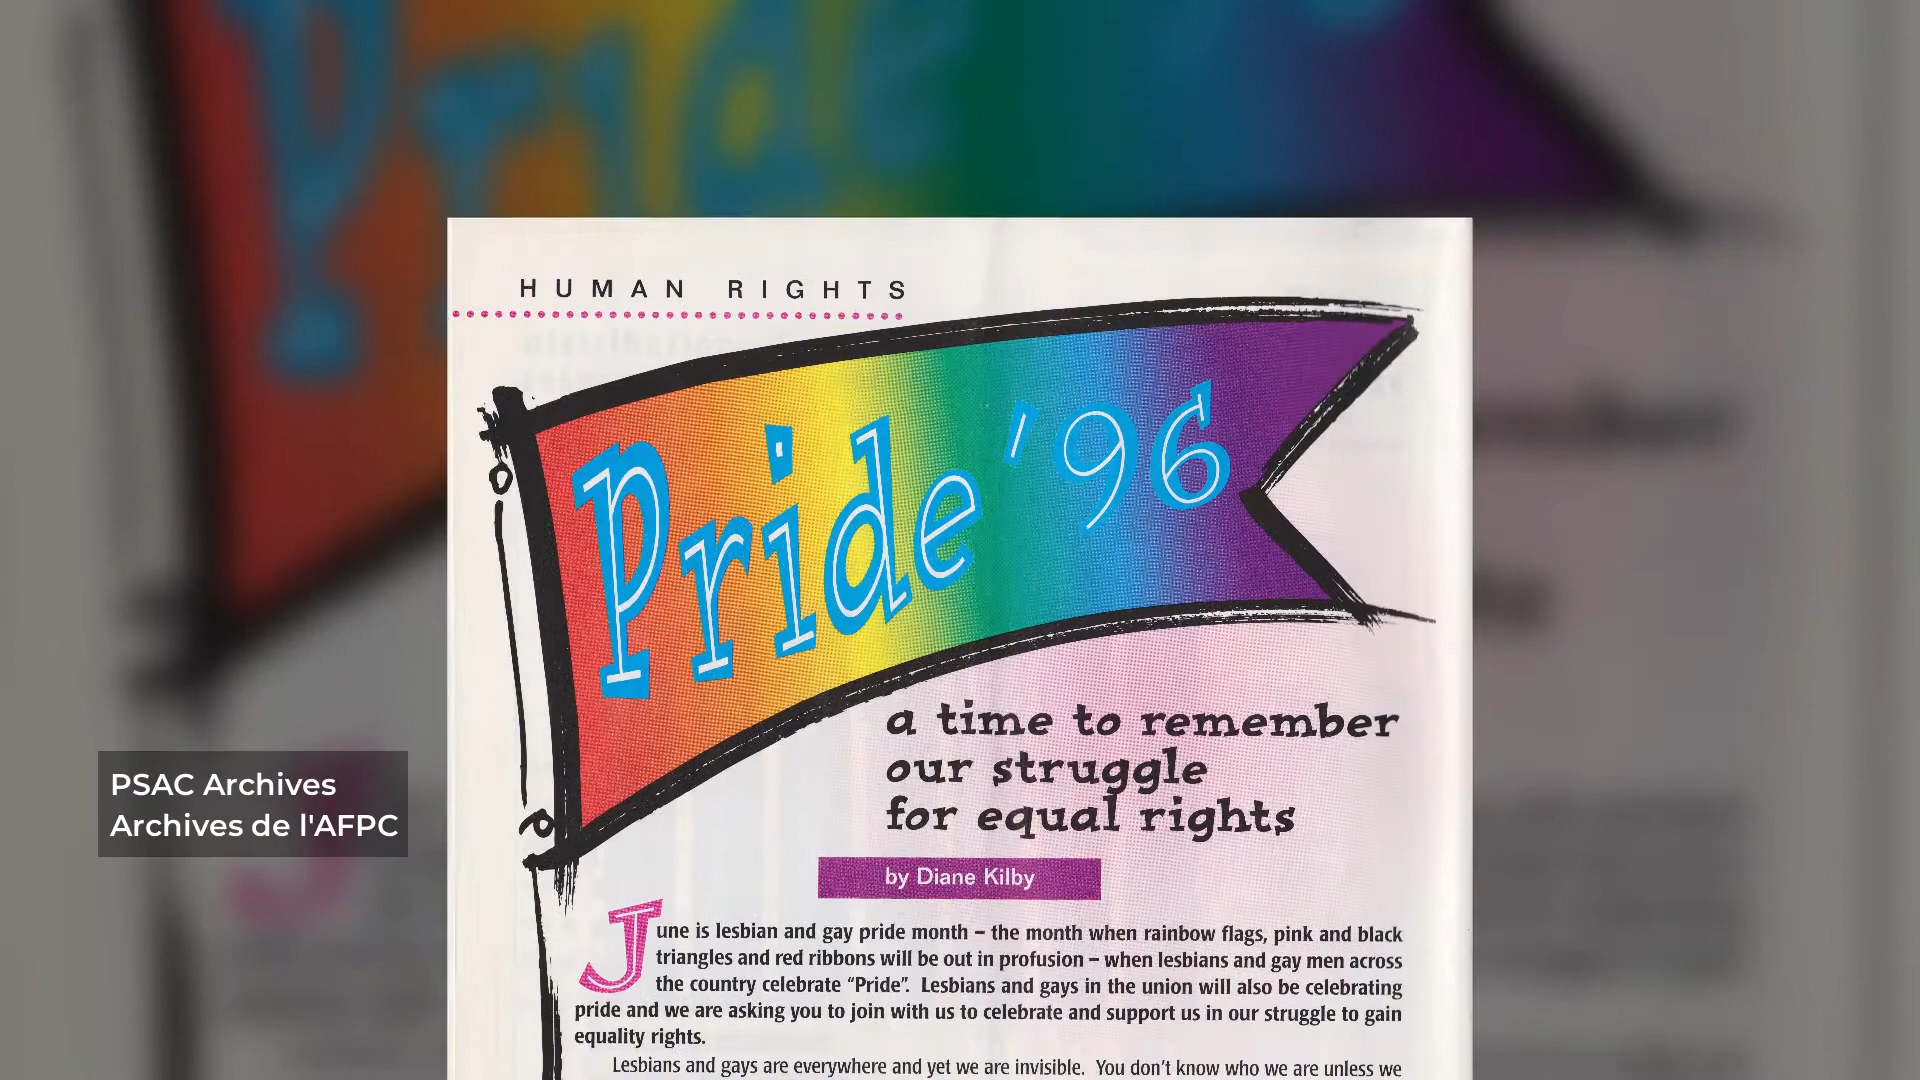 HUMAN RIGHTS
Pride '96
a time to remember
our struggle
for equal rights
by Diane Kilby
June is lesbian and gay pride month – the month when rainbow flags, pink and black
triangles and red ribbons will be out in profusion – when lesbians and gay men across
the country celebrate “Pride”. Lesbians and gays in the union will also be celebrating
pride and we are asking you to join with us to celebrate and support us in our struggle to gain
equality rights.
Lesbians and gays are everywhere and yet we are invisible. You don't know who we are unless we
PSAC Archives
Archives de l'AFPC